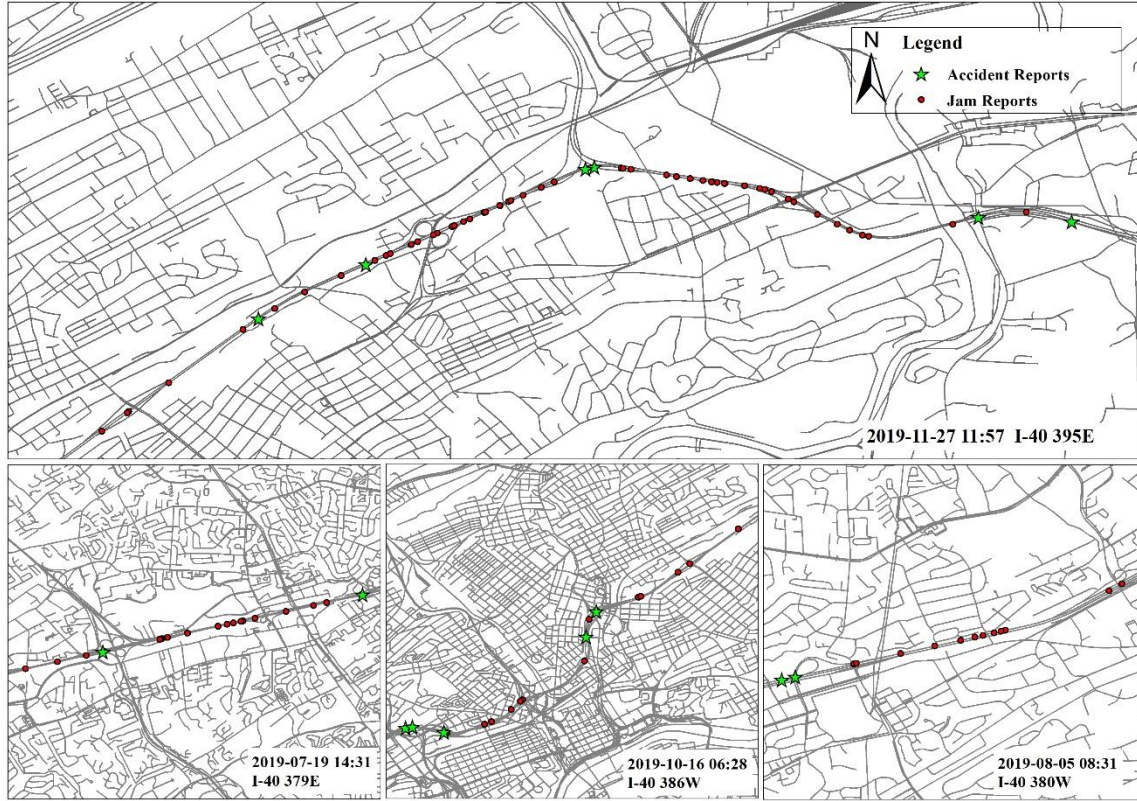 N
Legend
Accident Reports
Jam Reports
2019-11-27 11:57 I-40 395E
2019-07-19 14:31
I-40 379E
2019-10-16 06:28
I-40 386W
2019-08-05 08:31
I-40 380W